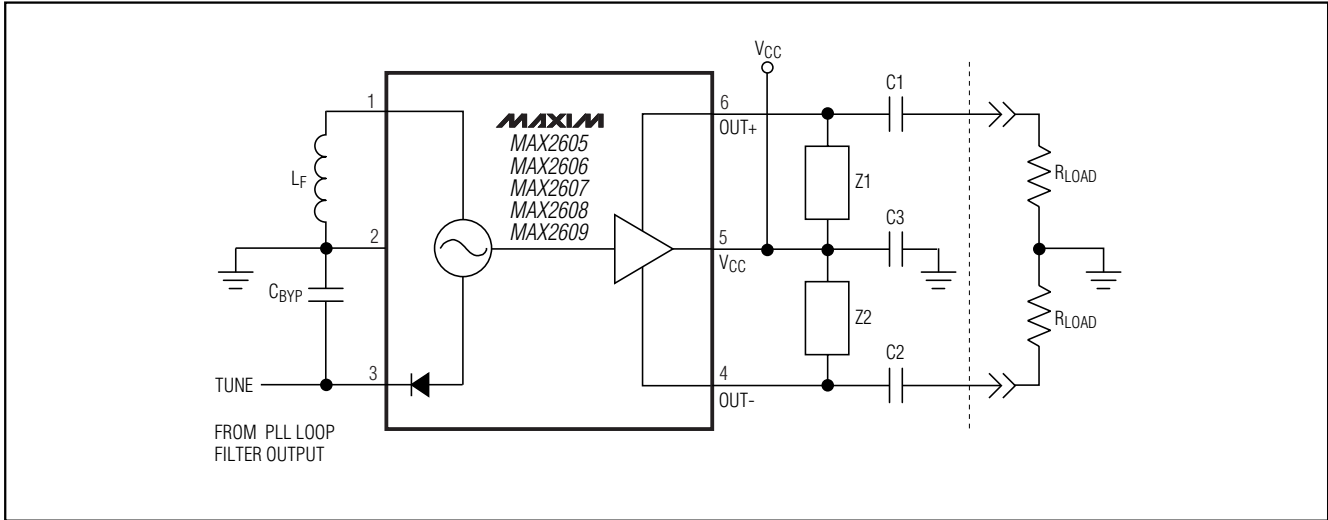 VCC
C1
1
6
OUT+
MAXIM
MAX2605
MAX2606
MAX2607
MAX2608
MAX2609
LF
Z1
RLOAD
2
C3
5
VCC
CBYP
Z2
RLOAD
C2
TUNE
3
4
OUT-
FROM PLL LOOP
FILTER OUTPUT